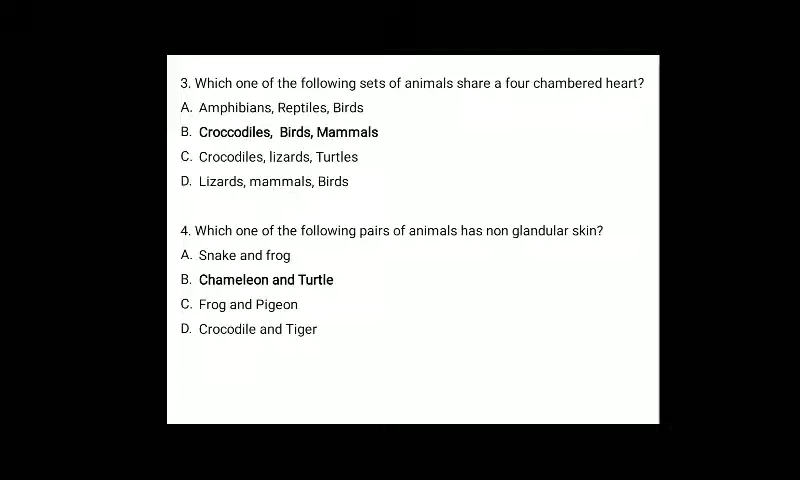 3. Which one of the following sets of animals share a four chambered heart?
A. Amphibians, Reptiles, Birds
B. Croccodiles, Birds, Mammals
C. Crocodiles, lizards, Turtles
D. Lizards, mammals, Birds
4. Which one of the following pairs of animals has non glandular skin?
A. Snake and frog
B. Chameleon and Turtle
C. Frog and Pigeon
D. Crocodile and Tiger